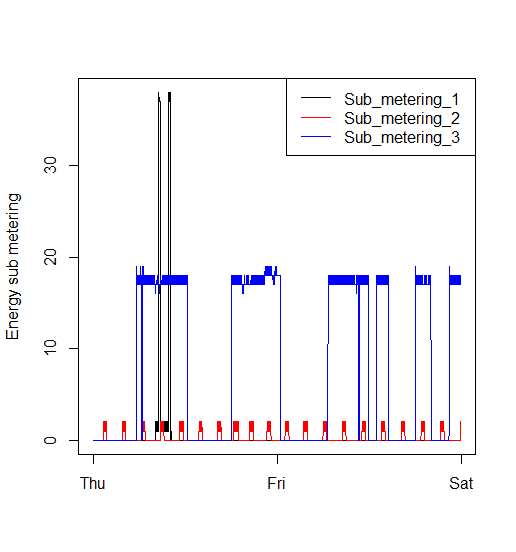 Sub_metering_1
Sub_metering_2
Sub_metering_3
Energy sub metering
30
20
10
0
Thu Fri Sat